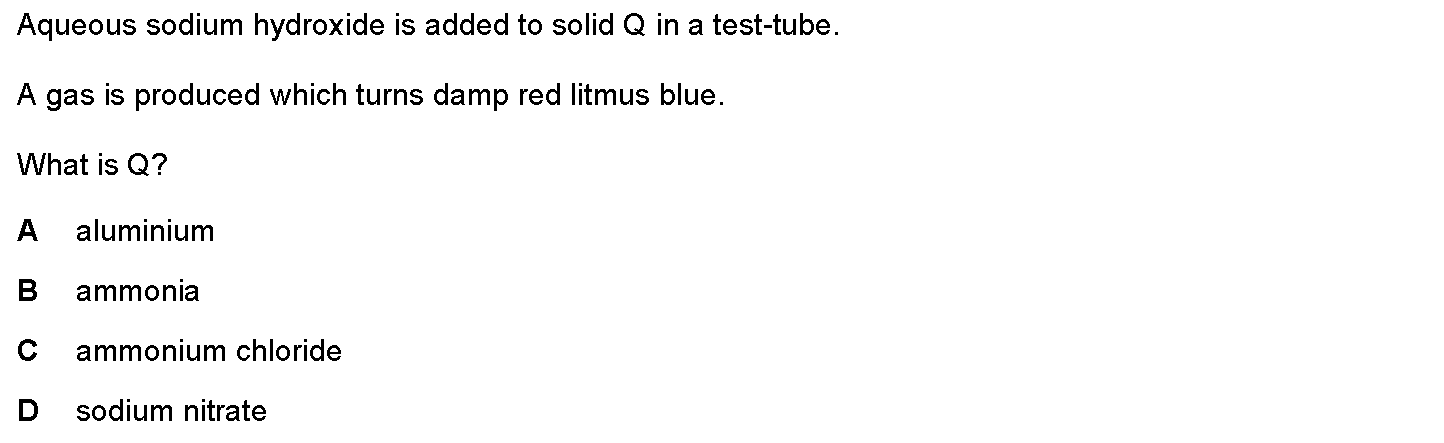 Aqueous sodium hydroxide is added to solid Q in a test-tube.
A gas is produced which turns damp red litmus blue.
What is Q?
A aluminium
B ammonia
C ammonium chloride
D sodium nitrate